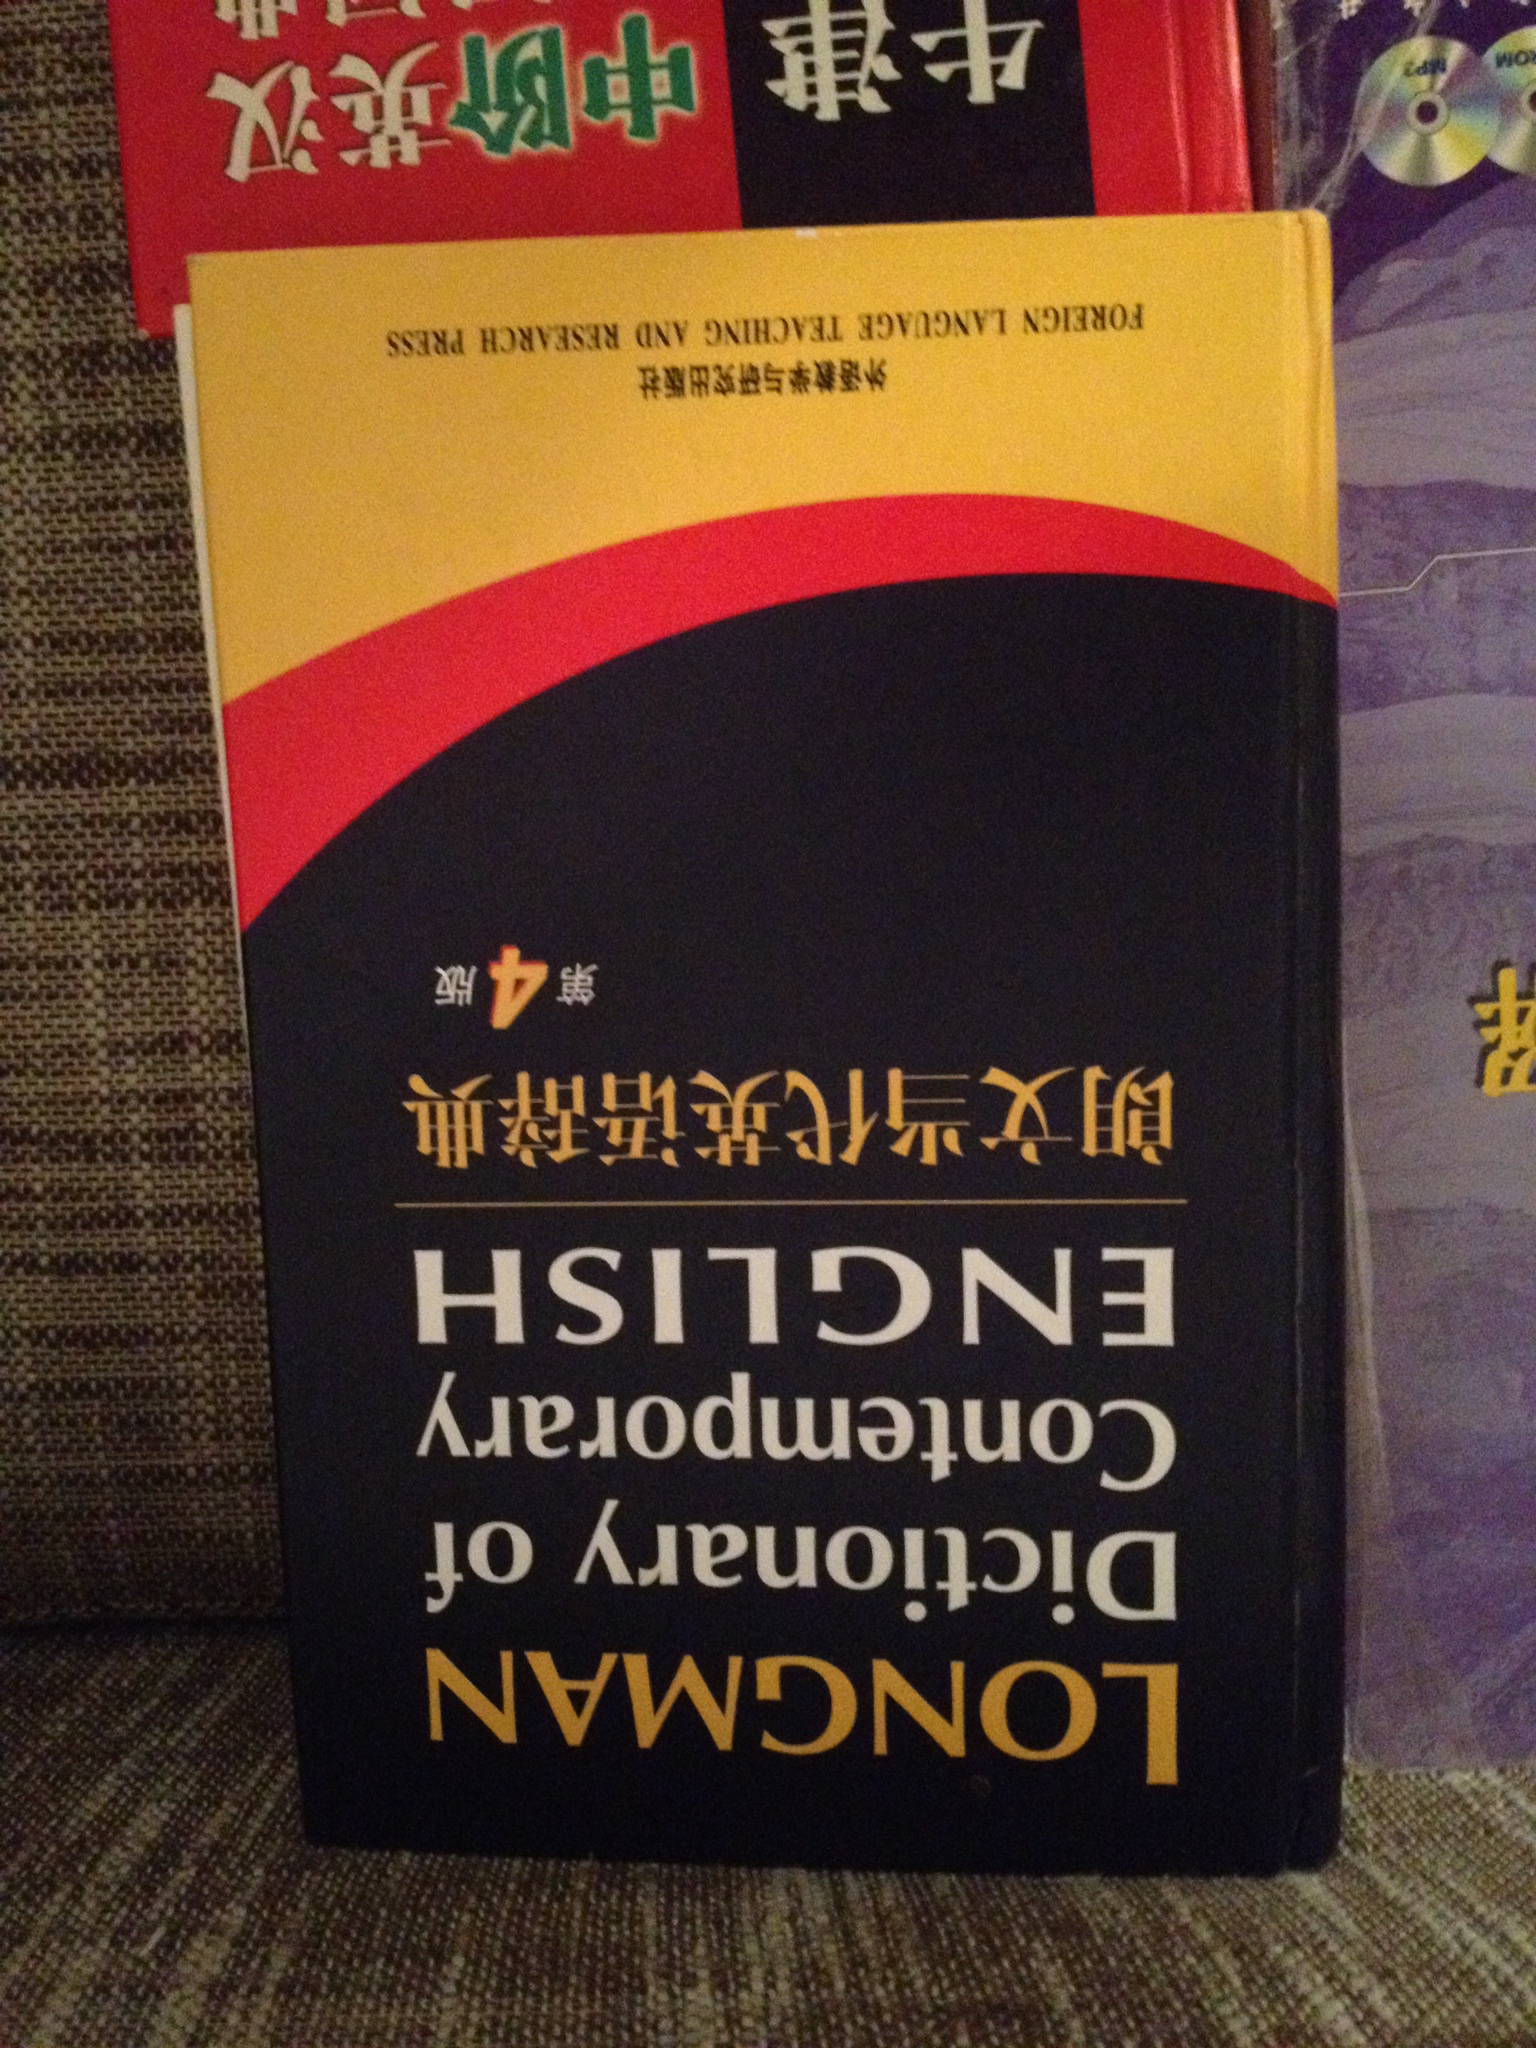 LONGMAN
Dictionary of
Contemporary
ENGLISH
朗文当代英语辞典
第4版
外语教学与研究出版社
FOREIGN LANGUAGE TEACHING AND RESEARCH PRESS
牛津
中阶英汉
MP3